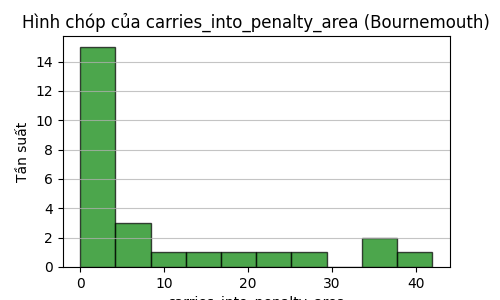 Hình chóp của carries_into_penalty_area (Bournemouth)
Tần suất
14
12
10
8
6
4
2
0
0 10 20 30 40
carries_into_penalty_area